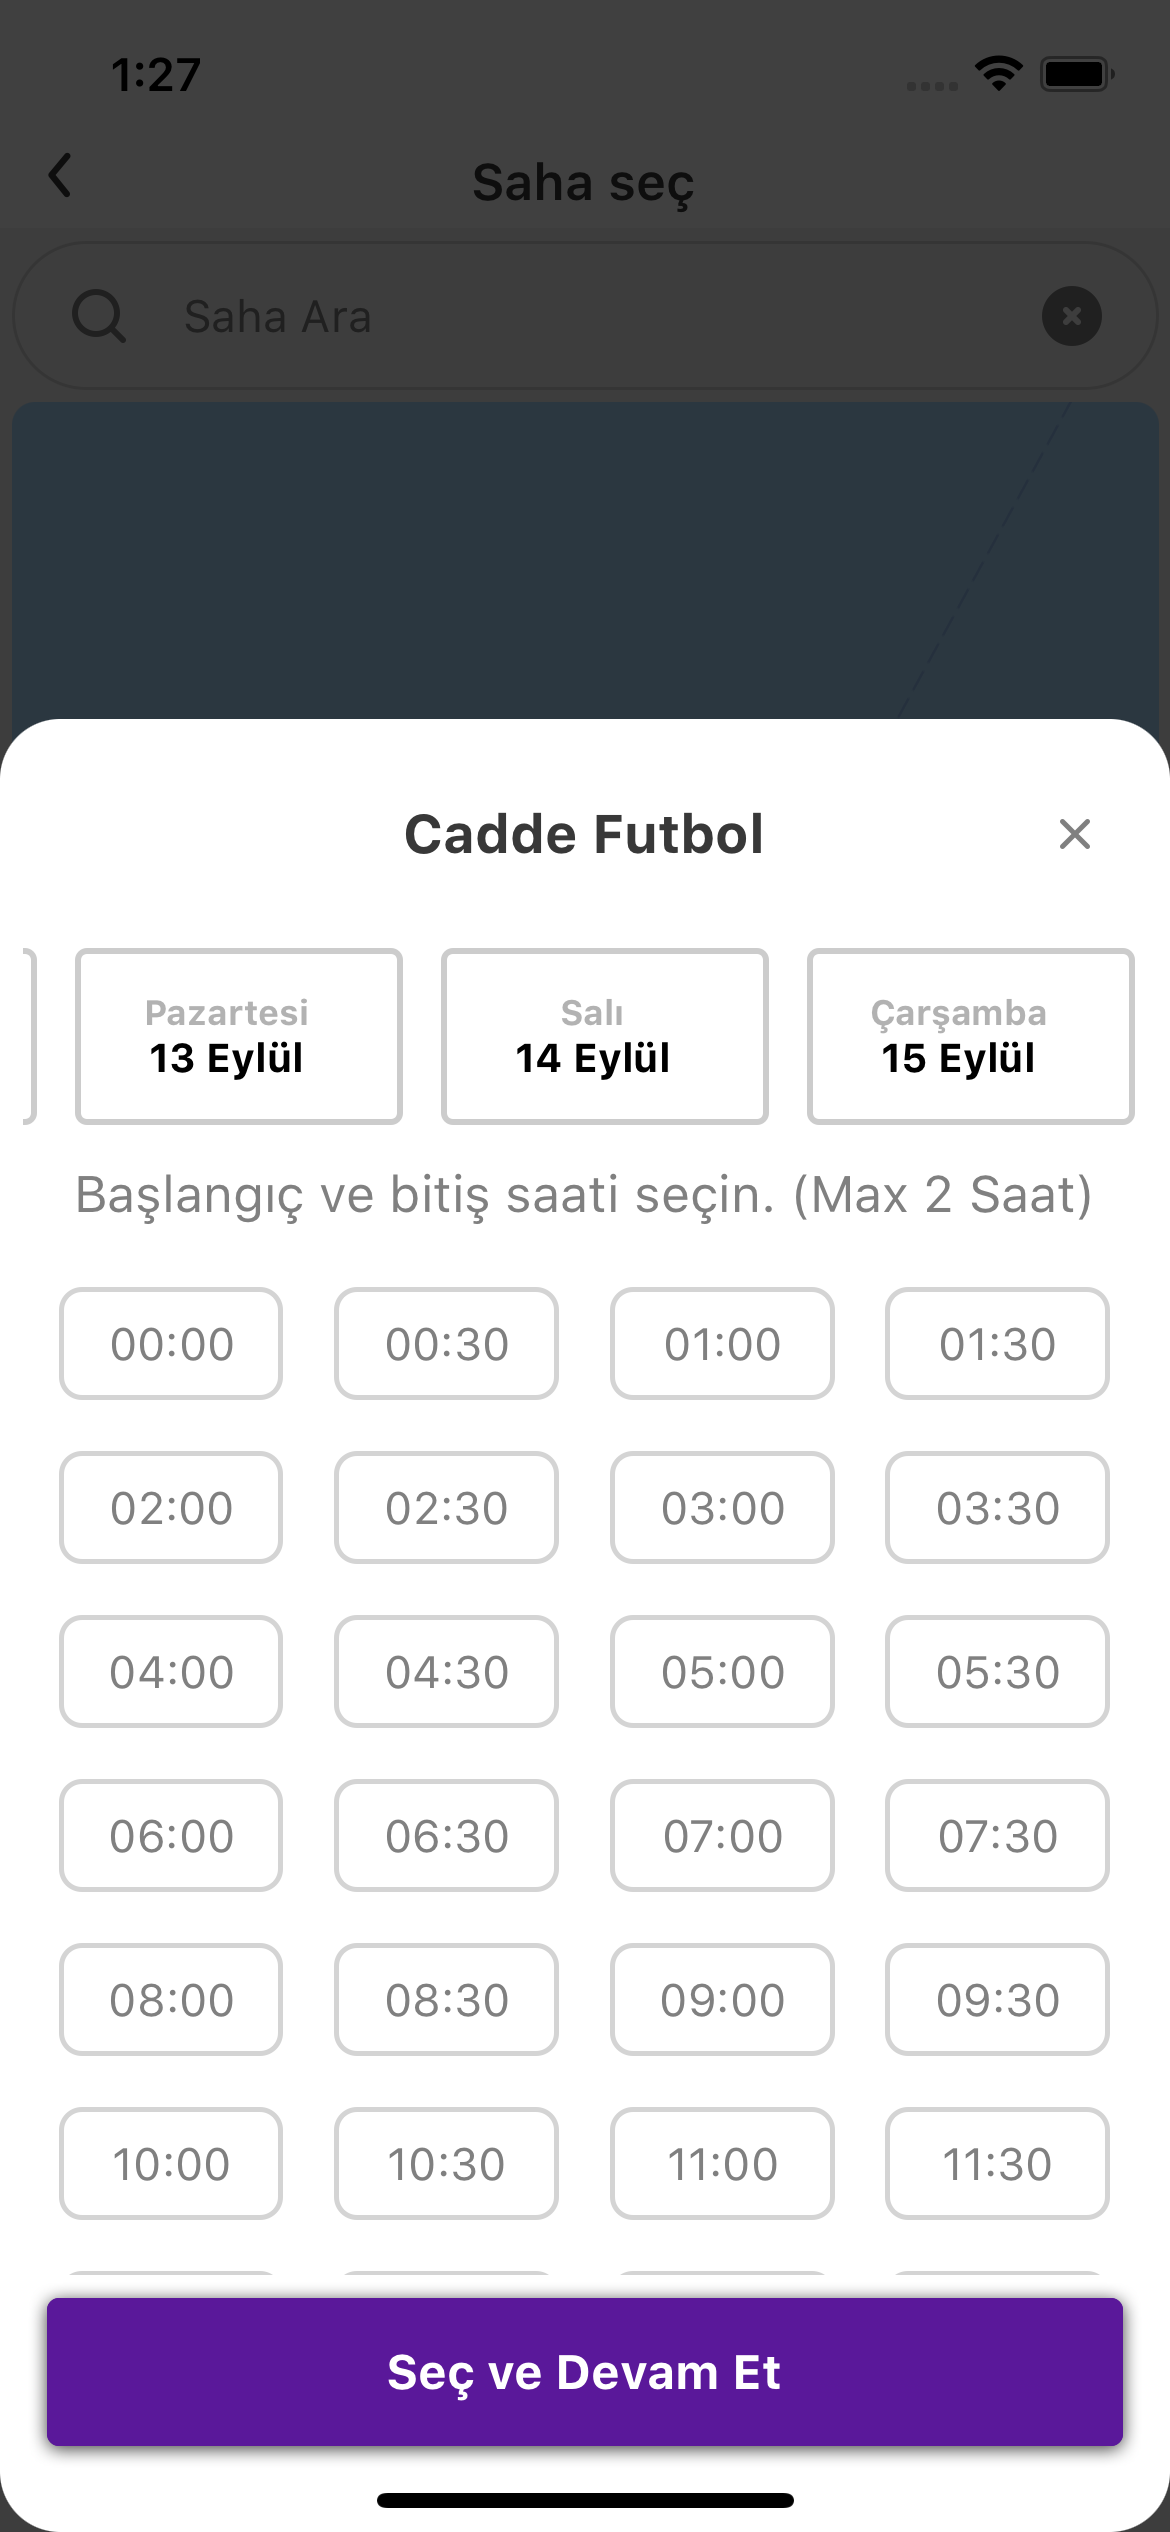 1:27
Saha seç
Saha Ara
Cadde Futbol
Pazartesi
13 Eylül
Salı
14 Eylül
Çarşamba
15 Eylül
Başlangıç ve bitiş saati seçin. (Max 2 Saat)
00:00 00:30 01:00 01:30
02:00 02:30 03:00 03:30
04:00 04:30 05:00 05:30
06:00 06:30 07:00 07:30
08:00 08:30 09:00 09:30
10:00 10:30 11:00 11:30
Seç ve Devam Et